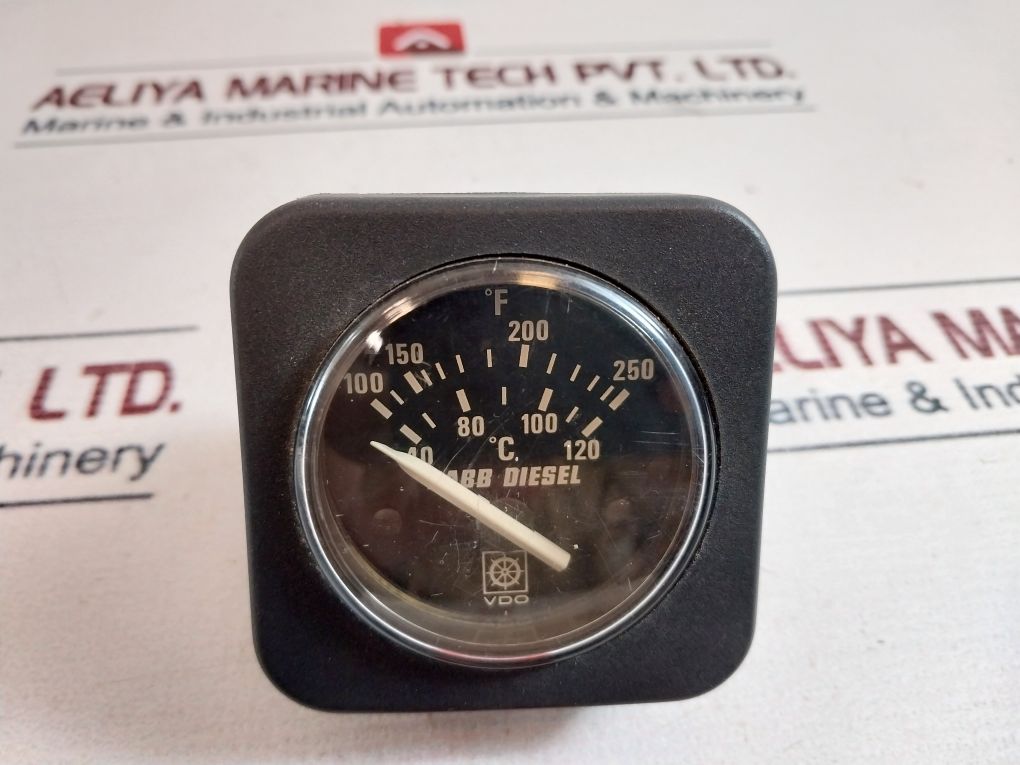 AELIYA MARINE TECH PVT. LTD.
Marine & Industrial Automation & Machinery
°F
100 150 200 250
40 80 100 120
°C.
ABB DIESEL
VDO
LTD.
hinery
AELIYA MAR
arine & Ind